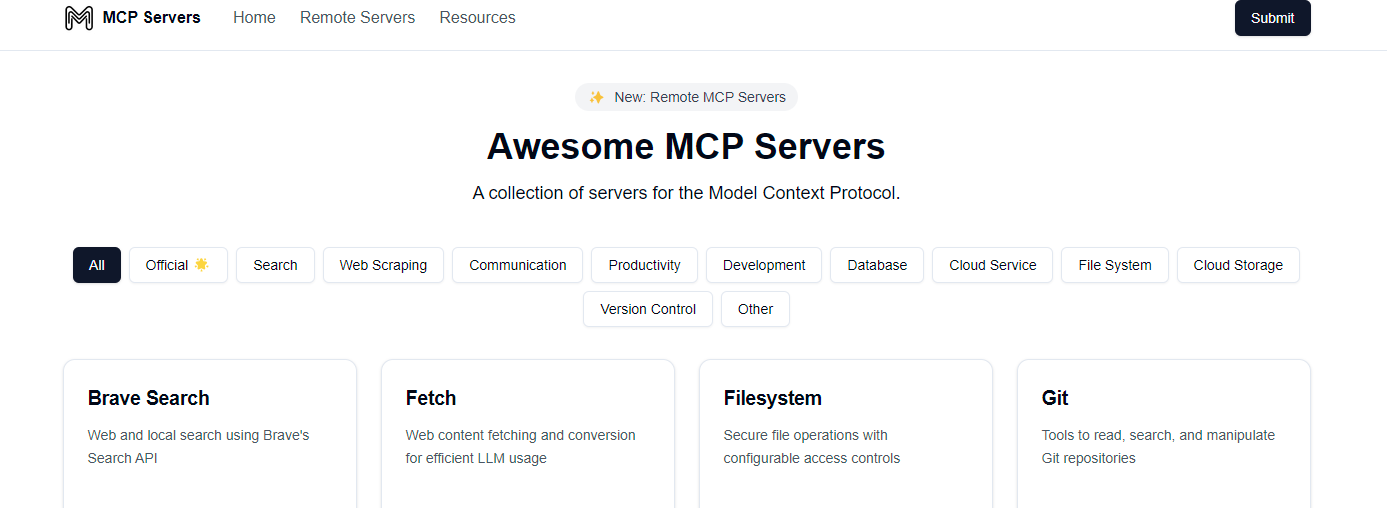 MCP Servers Home Remote Servers Resources Submit
✨ New: Remote MCP Servers
Awesome MCP Servers
A collection of servers for the Model Context Protocol.
All Official 🌟 Search Web Scraping Communication Productivity Development Database Cloud Service File System Cloud Storage
Version Control Other
Brave Search
Web and local search using Brave's
Search API
Fetch
Web content fetching and conversion
for efficient LLM usage
Filesystem
Secure file operations with
configurable access controls
Git
Tools to read, search, and manipulate
Git repositories